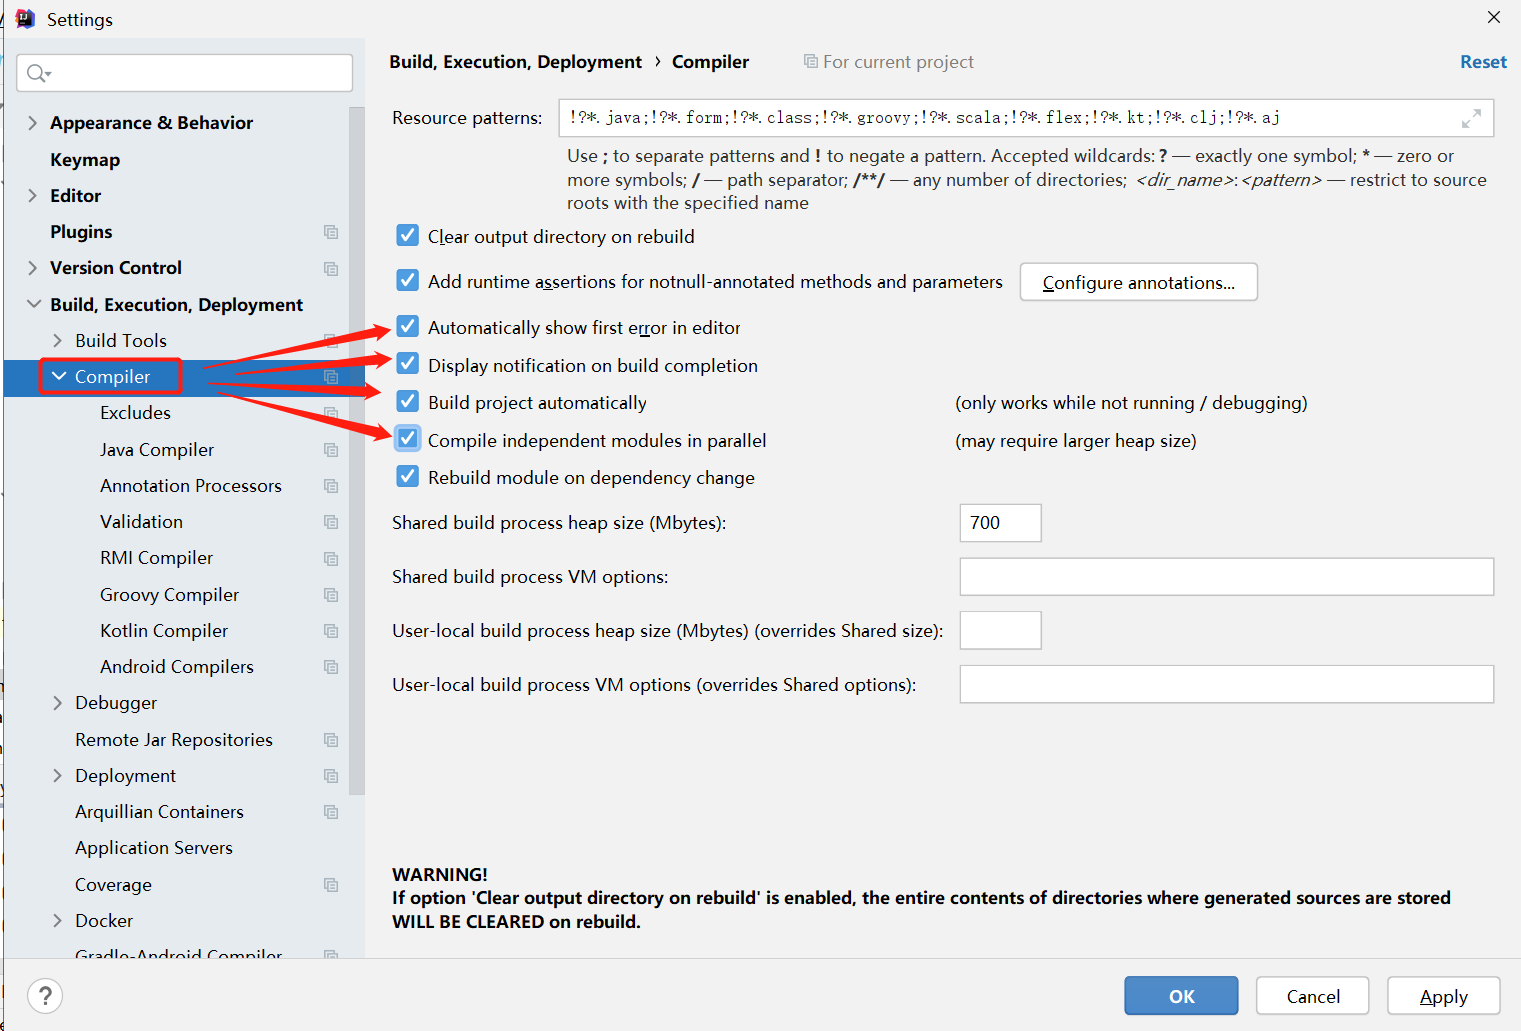 Settings
Appearance & Behavior
Keymap
Editor
Plugins
Version Control
Build, Execution, Deployment
Build Tools
Compiler
Excludes
Java Compiler
Annotation Processors
Validation
RMI Compiler
Groovy Compiler
Kotlin Compiler
Android Compilers
Debugger
Remote Jar Repositories
Deployment
Arquillian Containers
Application Servers
Coverage
Docker
Gradle-Android Compiler
Build, Execution, Deployment › Compiler
For current project
Reset
Resource patterns: !?*.java;!?*.form;!?*.class;!?*.groovy;!?*.scala;!?*.flex;!?*.kt;!?*.clj;!?*.aj
Use ; to separate patterns and ! to negate a pattern. Accepted wildcards: ? — exactly one symbol; * — zero or
more symbols; / — path separator; /**/ — any number of directories; <dir_name>:<pattern> — restrict to source
roots with the specified name
Clear output directory on rebuild
Add runtime assertions for notnull-annotated methods and parameters Configure annotations...
Automatically show first error in editor
Display notification on build completion
Build project automatically (only works while not running / debugging)
Compile independent modules in parallel (may require larger heap size)
Rebuild module on dependency change
Shared build process heap size (Mbytes): 700
Shared build process VM options:
User-local build process heap size (Mbytes) (overrides Shared size):
User-local build process VM options (overrides Shared options):
WARNING!
If option 'Clear output directory on rebuild' is enabled, the entire contents of directories where generated sources are stored
WILL BE CLEARED on rebuild.
?
OK
Cancel
Apply